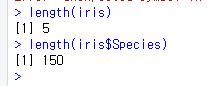 > length(iris)
[1] 5
> length(iris$Species)
[1] 150
>